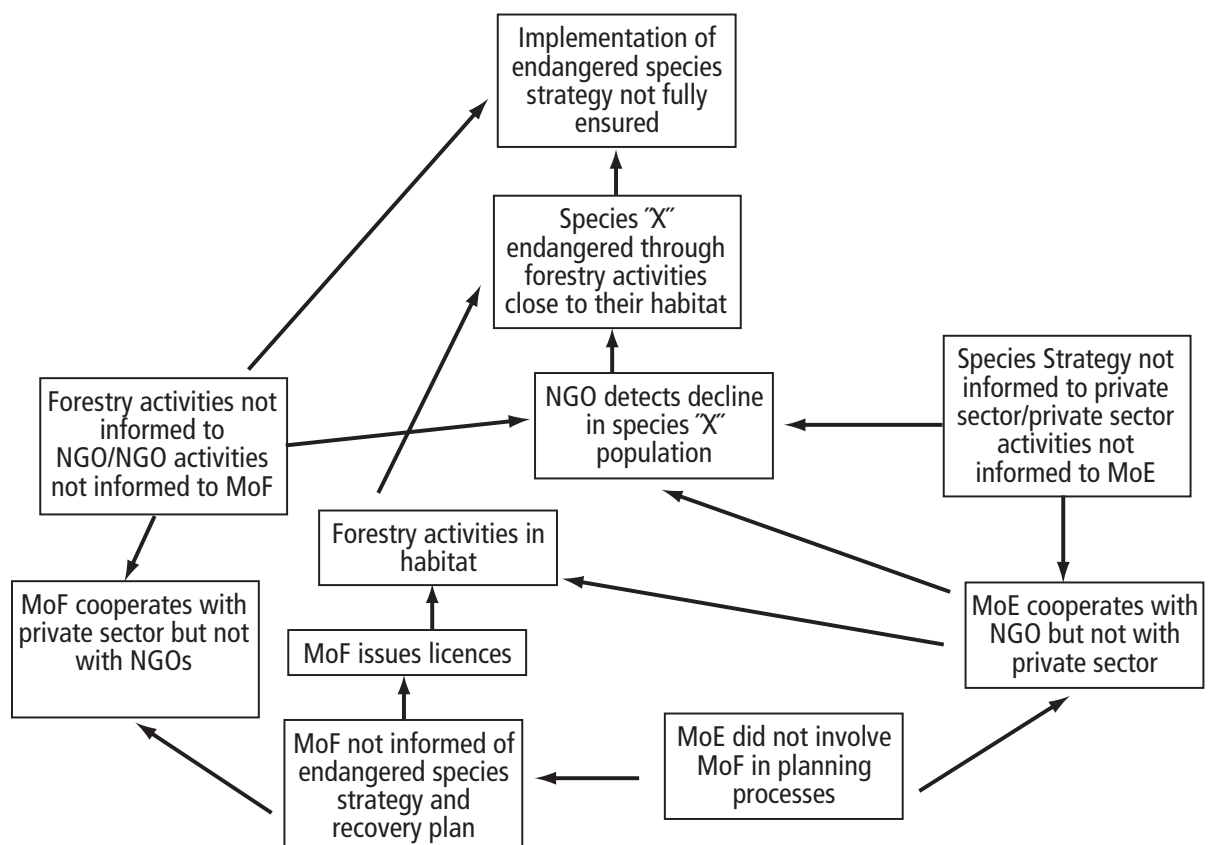 Implementation of
endangered species
strategy not fully
ensured
Species ˝X˝
endangered through
forestry activities
close to their habitat
Forestry activities not
informed to
NGO/NGO activities
not informed to MoF
NGO detects decline
in species ˝X˝
population
Species Strategy not
informed to private
sector/private sector
activities not
informed to MoE
Forestry activities in
habitat
MoF cooperates with
private sector but not
with NGOs
MoF issues licences
MoE cooperates with
NGO but not with
private sector
MoF not informed of
endangered species
strategy and
recovery plan
MoE did not involve
MoF in planning
processes